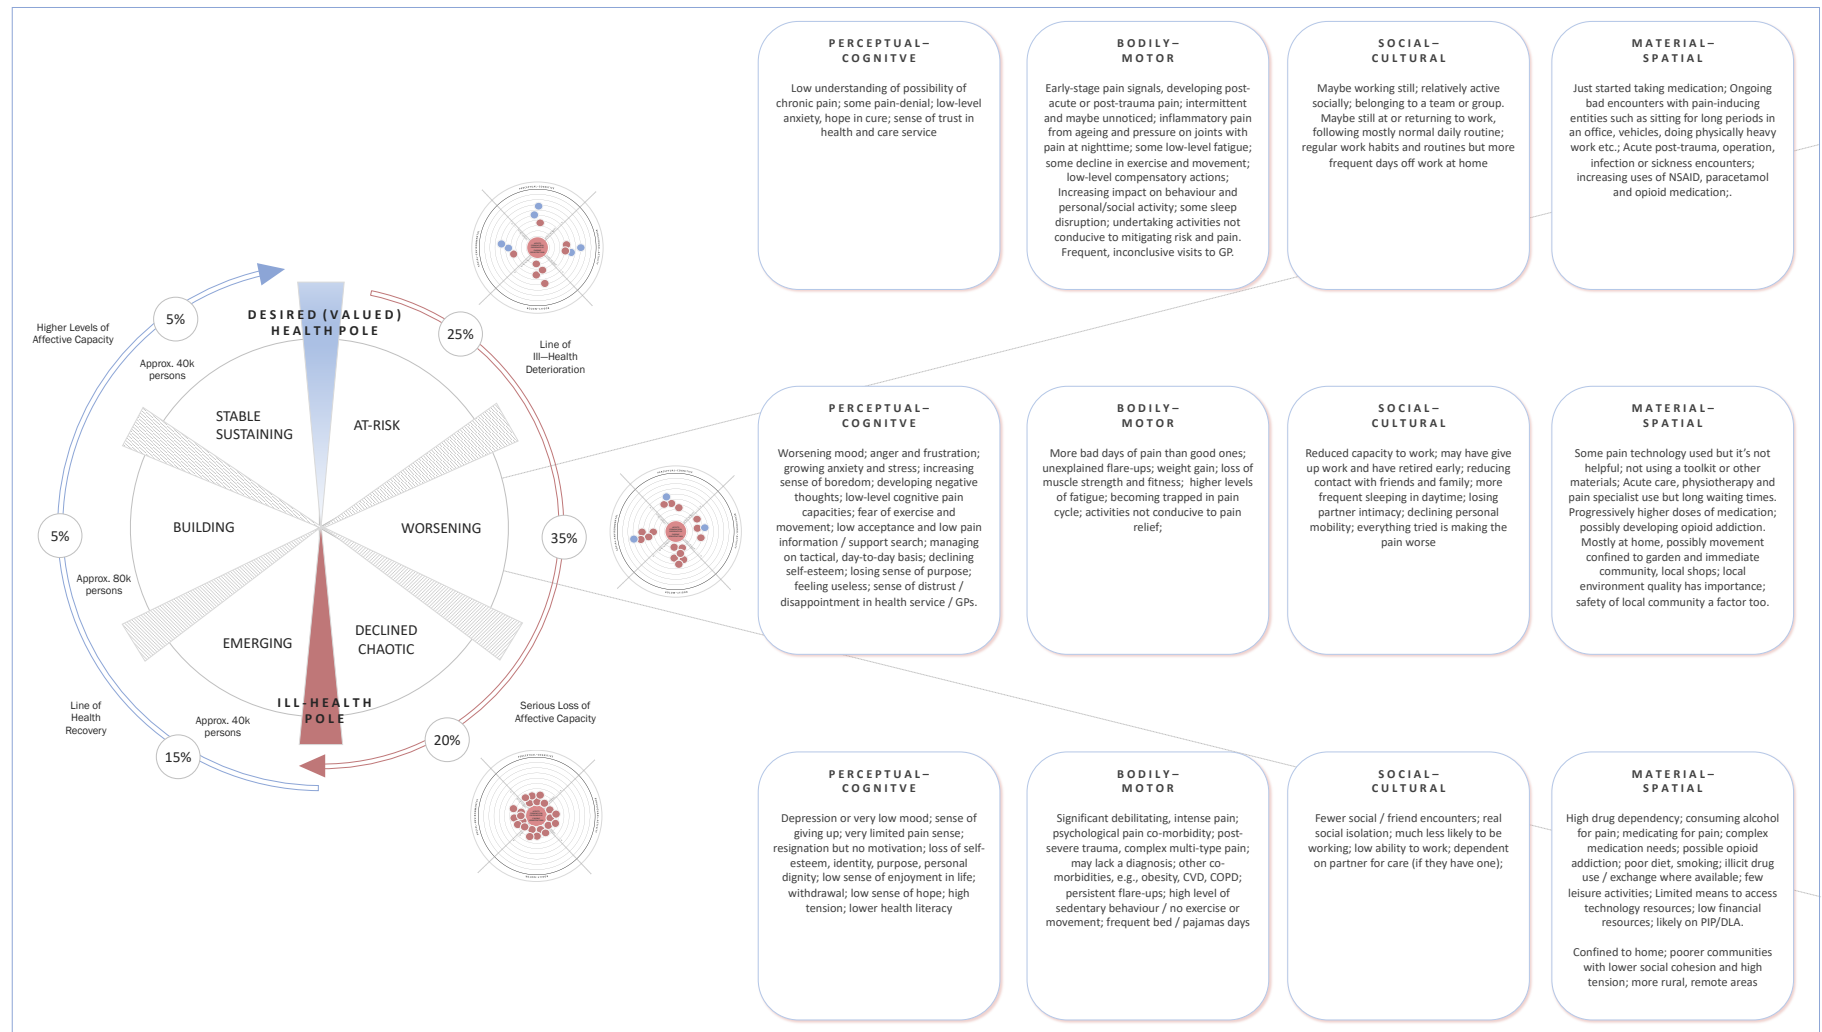 PERCEPTUAL–
COGNITVE
Low understanding of possibility of
chronic pain; some pain-denial; low-level
anxiety, hope in cure; sense of trust in
health and care service
BODILY–
MOTOR
Early-stage pain signals, developing post-
acute or post-trauma pain; intermittent
and maybe unnoticed; inflammatory pain
from ageing and pressure on joints with
pain at nighttime; some low-level fatigue;
some decline in exercise and movement;
low-level compensatory actions;
Increasing impact on behaviour and
personal/social activity; some sleep
disruption; undertaking activities not
conducive to mitigating risk and pain.
Frequent, inconclusive visits to GP.
SOCIAL–
CULTURAL
Maybe working still; relatively active
socially; belonging to a team or group.
Maybe still at or returning to work,
following mostly normal daily routine;
regular work habits and routines but more
frequent days off work at home
MATERIAL–
SPATIAL
Just started taking medication; Ongoing
bad encounters with pain-inducing
entities such as sitting for long periods in
an office, vehicles, doing physically heavy
work etc.; Acute post-trauma, operation,
infection or sickness encounters;
increasing uses of NSAID, paracetamol
and opioid medication;.
DESIRED (VALUED)
HEALTH POLE
5%
25%
Higher Levels of
Affective Capacity
Approx. 40k
persons
Line of
Ill–Health
Deterioration
STABLE
SUSTAINING
AT-RISK
BUILDING
WORSENING
5%
35%
Approx. 80k
persons
EMERGING
DECLINED
CHAOTIC
ILL-HEALTH
POLE
Line of
Health
Recovery
Approx. 40k
persons
Serious Loss of
Affective Capacity
15%
20%
PERCEPTUAL–
COGNITVE
Worsening mood; anger and frustration;
growing anxiety and stress; increasing
sense of boredom; developing negative
thoughts; low-level cognitive pain
capacities; fear of exercise and
movement; low acceptance and low pain
information / support search; managing
on tactical, day-to-day basis; declining
self-esteem; losing sense of purpose;
feeling useless; sense of distrust /
disappointment in health service / GPs.
BODILY–
MOTOR
More bad days of pain than good ones;
unexplained flare-ups; weight gain; loss of
muscle strength and fitness; higher levels
of fatigue; becoming trapped in pain
cycle; activities not conducive to pain
relief;
SOCIAL–
CULTURAL
Reduced capacity to work; may have give
up work and have retired early; reducing
contact with friends and family; more
frequent sleeping in daytime; losing
partner intimacy; declining personal
mobility; everything tried is making the
pain worse
MATERIAL–
SPATIAL
Some pain technology used but it’s not
helpful; not using a toolkit or other
materials; Acute care, physiotherapy and
pain specialist use but long waiting times.
Progressively higher doses of medication;
possibly developing opioid addiction.
Mostly at home, possibly movement
confined to garden and immediate
community, local shops; local
environment quality has importance;
safety of local community a factor too.
PERCEPTUAL–
COGNITVE
Depression or very low mood; sense of
giving up; very limited pain sense;
resignation but no motivation; loss of self-
esteem, identity, purpose, personal
dignity; low sense of enjoyment in life;
withdrawal; low sense of hope; high
tension; lower health literacy
BODILY–
MOTOR
Significant debilitating, intense pain;
psychological pain co-morbidity; post-
severe trauma, complex multi-type pain;
may lack a diagnosis; other co-
morbidities, e.g., obesity, CVD, COPD;
persistent flare-ups; high level of
sedentary behaviour / no exercise or
movement; frequent bed / pajamas days
SOCIAL–
CULTURAL
Fewer social / friend encounters; real
social isolation; much less likely to be
working; low ability to work; dependent
on partner for care (if they have one);
MATERIAL–
SPATIAL
High drug dependency; consuming alcohol
for pain; medicating for pain; complex
medication needs; possible opioid
addiction; poor diet, smoking; illicit drug
use / exchange where available; few
leisure activities; Limited means to access
technology resources; low financial
resources; likely on PIP/DLA.
Confined to home; poorer communities
with lower social cohesion and high
tension; more rural, remote areas